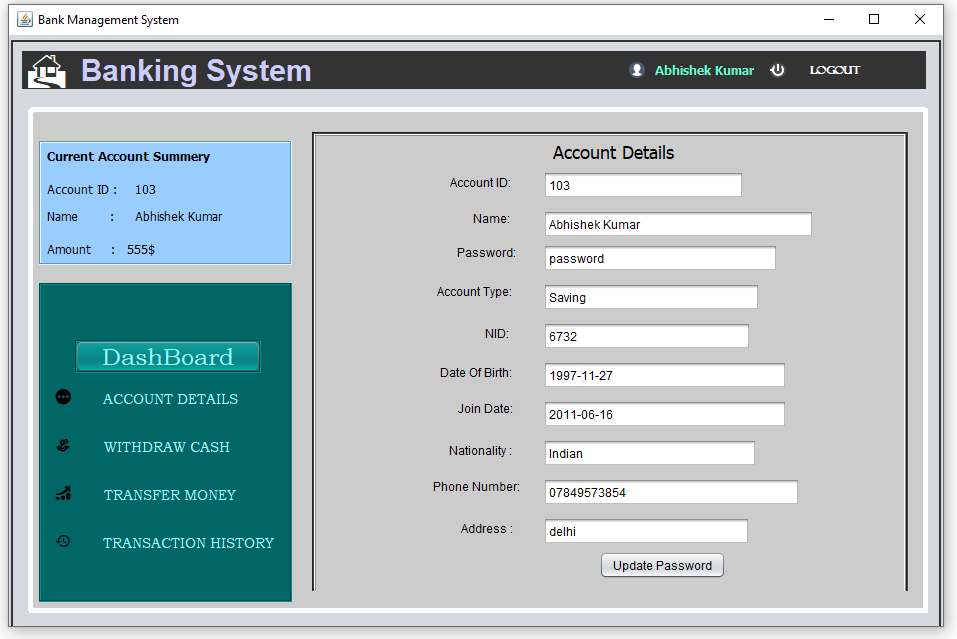 Bank Management System
Banking System
Abhishek Kumar
LOGOUT
Current Account Summery
Account ID : 103
Name : Abhishek Kumar
Amount : 555$
DashBoard
ACCOUNT DETAILS
WITHDRAW CASH
TRANSFER MONEY
TRANSACTION HISTORY
Account Details
Account ID: 103
Name: Abhishek Kumar
Password: password
Account Type: Saving
NID: 6732
Date Of Birth: 1997-11-27
Join Date: 2011-06-16
Nationality : Indian
Phone Number: 07849573854
Address : delhi
Update Password